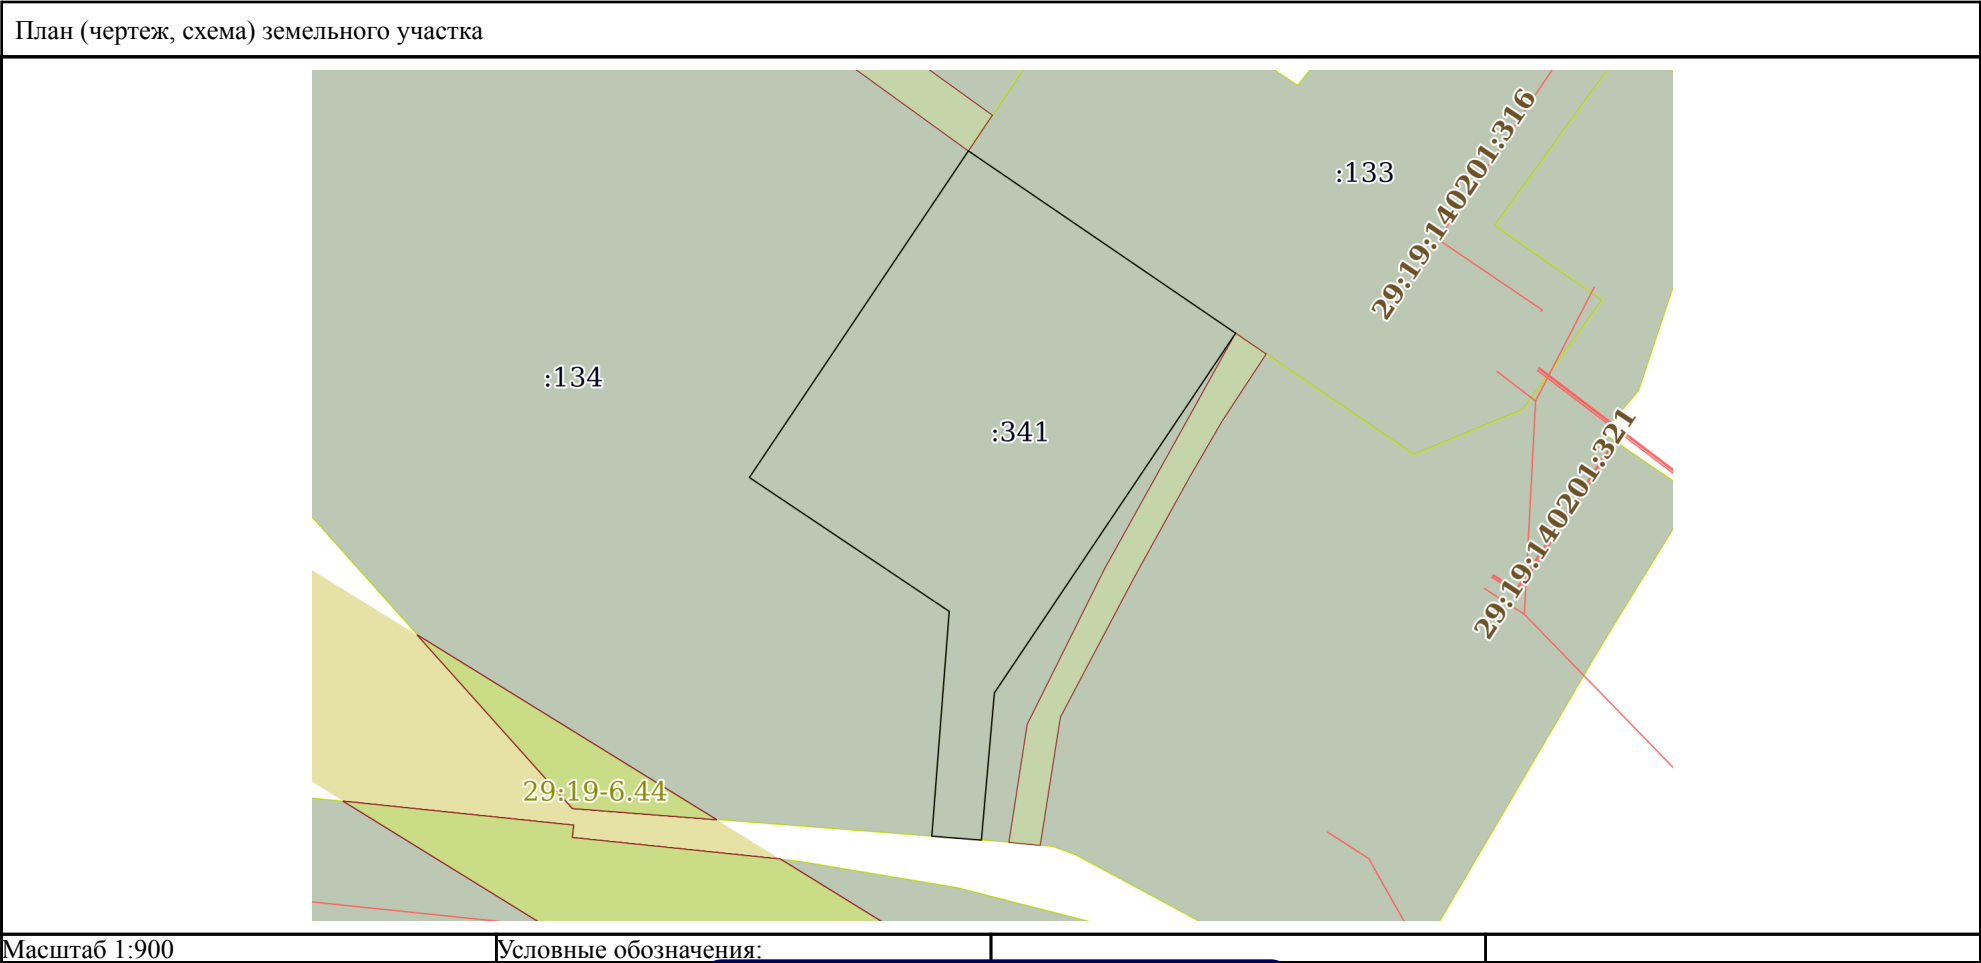 План (чертеж, схема) земельного участка
:133
29:19:140201:316
:134
:341
29:19:140201:321
29:19-6.44
Масштаб 1:900
Условные обозначения: